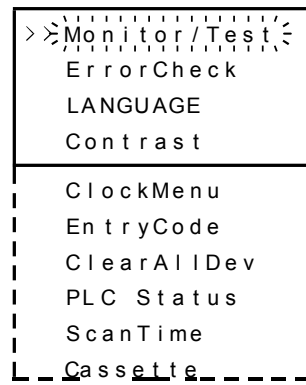 >>Monitor/Test
ErrorCheck
LANGUAGE
Contrast
ClockMenu
EntryCode
ClearAllDev
PLC Status
ScanTime
Cassette